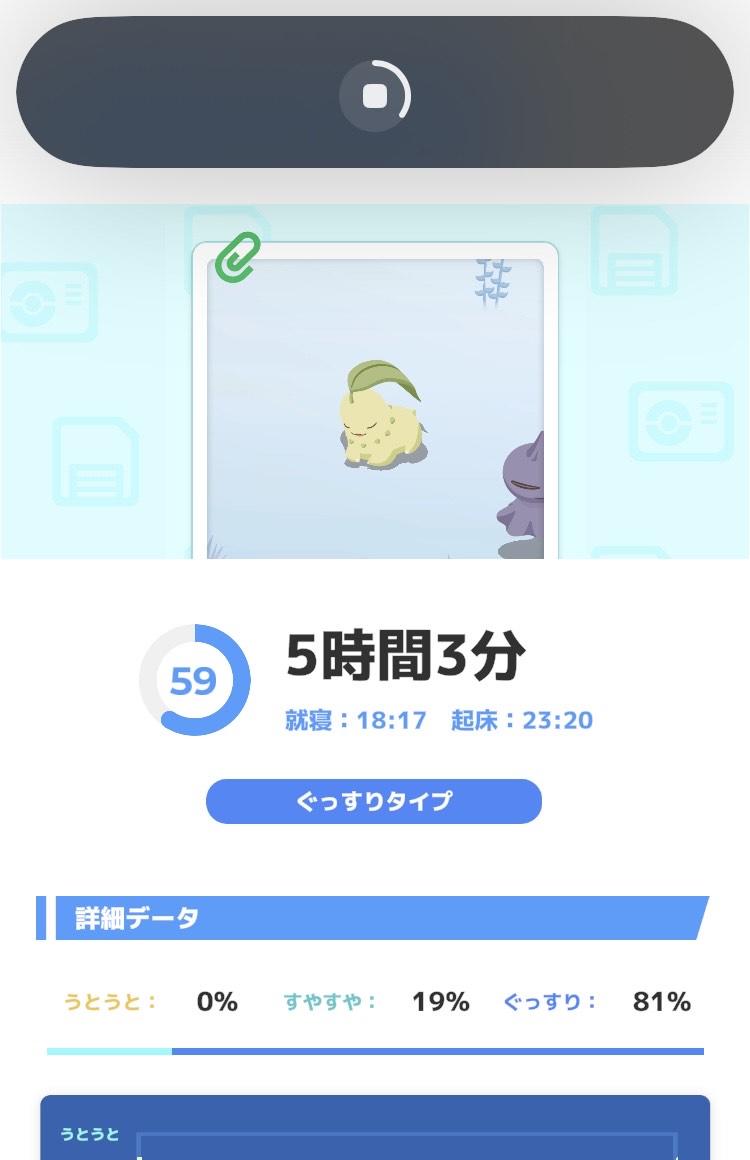 59
5時間3分
就寝：18:17 起床：23:20
ぐっすりタイプ
詳細データ
うとうと： 0% すやすや： 19% ぐっすり： 81%
うとうと